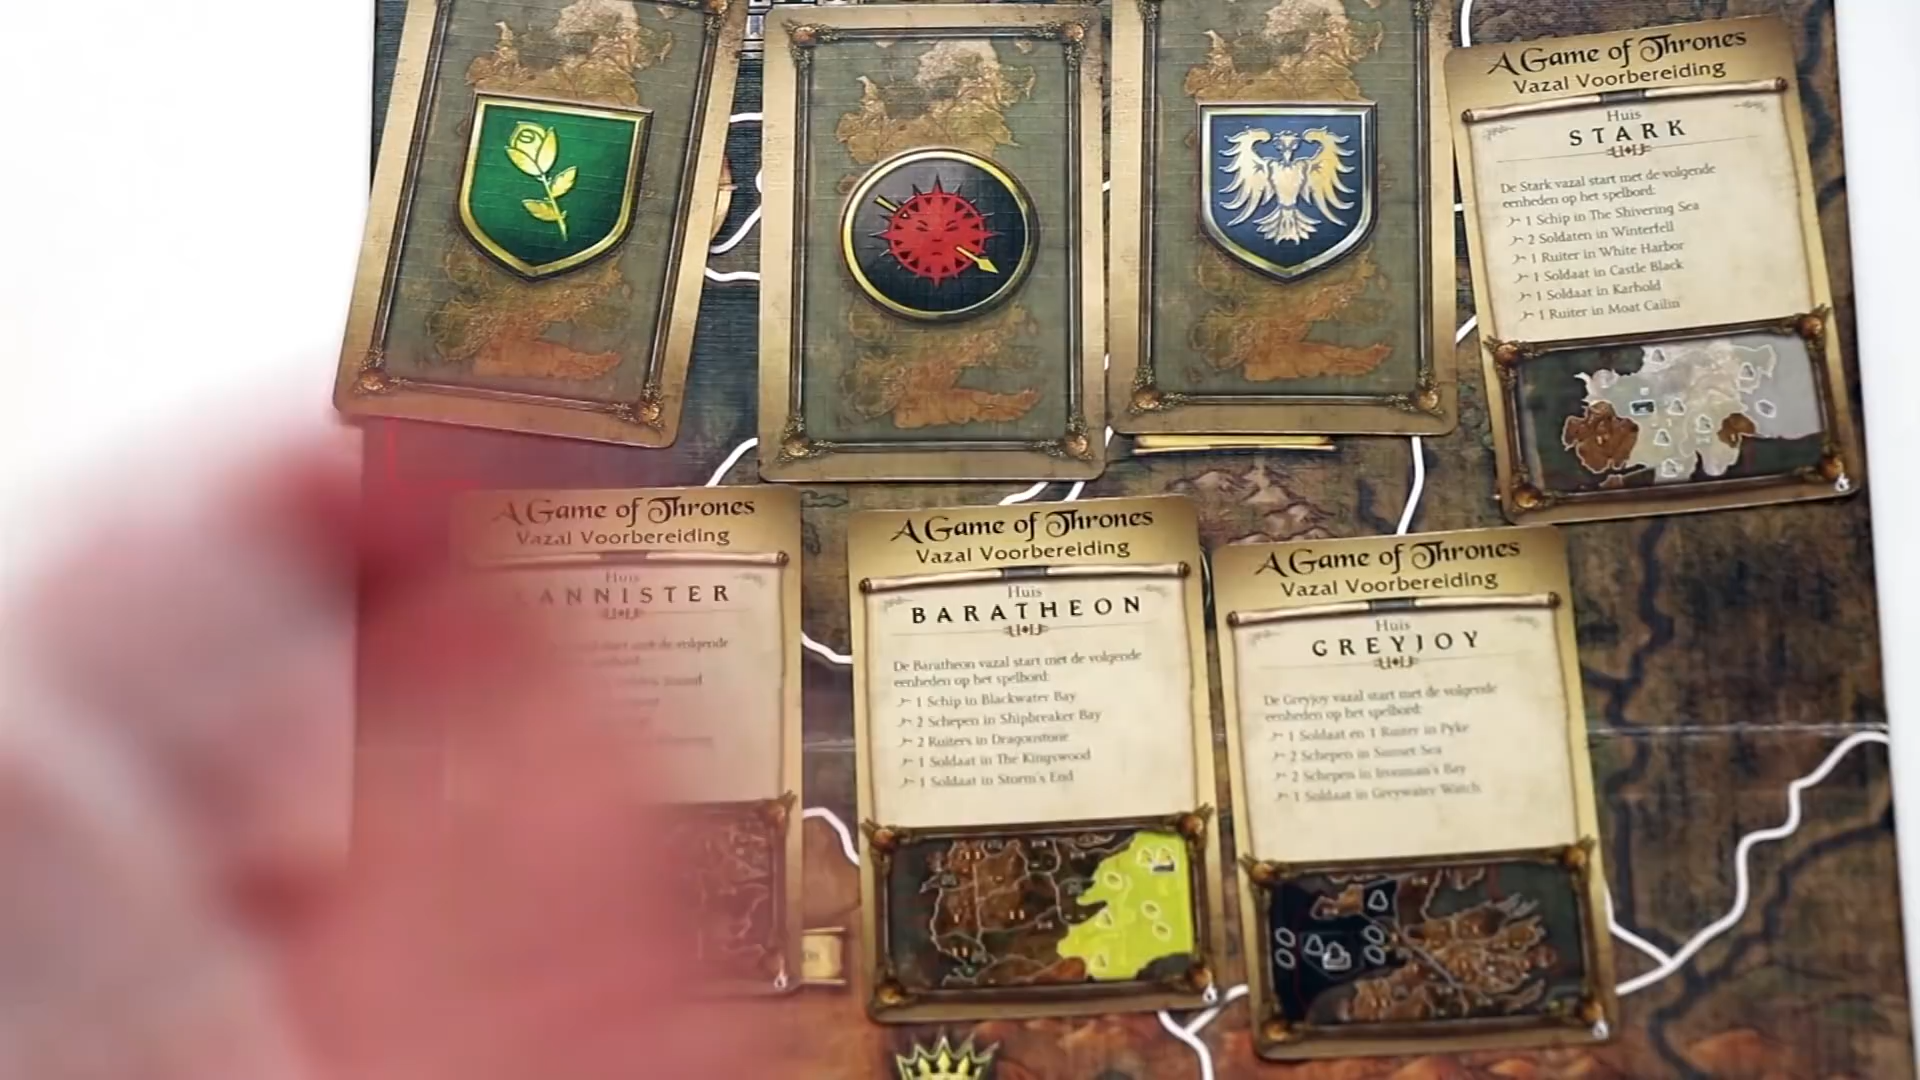 A Game of Thrones
Vazal Voorbereiding
Huis
STARK
De Stark vazal start met de volgende
eenheden op het spelbord:
1 Schip in The Shivering Sea
2 Soldaten in Winterfell
1 Ruiter in White Harbor
1 Soldaat in Castle Black
1 Soldaat in Karhold
1 Ruiter in Moat Cailin
A Game of Thrones
Vazal Voorbereiding
Huis
LANNISTER
start met de volgende
A Game of Thrones
Vazal Voorbereiding
Huis
BARATHEON
De Baratheon vazal start met de volgende
eenheden op het spelbord:
1 Schip in Blackwater Bay
2 Schepen in Shipbreaker Bay
2 Ruiters in Dragonstone
1 Soldaat in The Kingswood
1 Soldaat in Storm's End
A Game of Thrones
Vazal Voorbereiding
Huis
GREYJOY
De Greyjoy vazal start met de volgende
eenheden op het spelbord:
1 Soldaat en 1 Ruiter in Pyke
2 Schepen in Sunset Sea
2 Schepen in Ironman's Bay
1 Soldaat in Greywater Watch